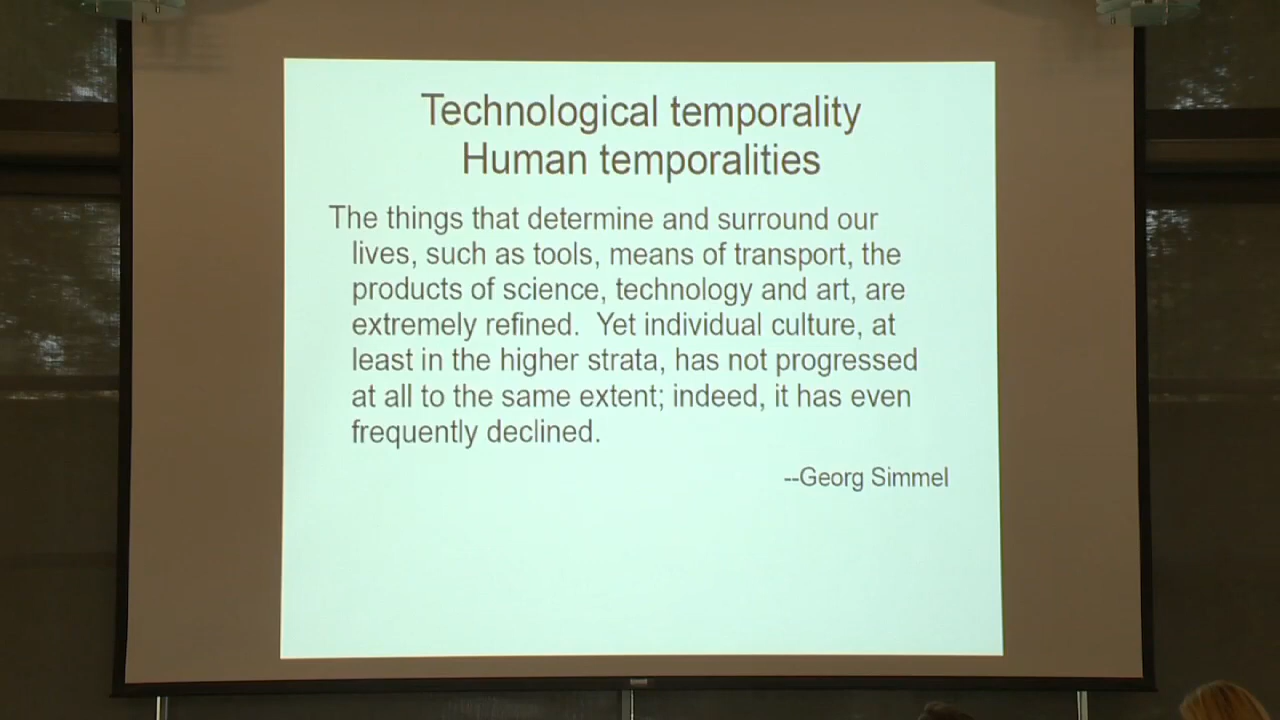 Technological temporality
Human temporalities
The things that determine and surround our
lives, such as tools, means of transport, the
products of science, technology and art, are
extremely refined.  Yet individual culture, at
least in the higher strata, has not progressed
at all to the same extent; indeed, it has even
frequently declined.
--Georg Simmel